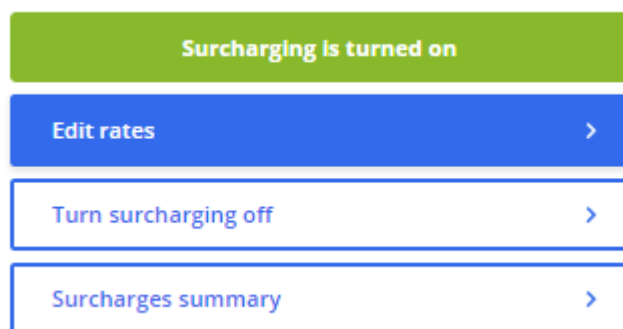 Surcharging is turned on
Edit rates
Turn surcharging off
Surcharges summary